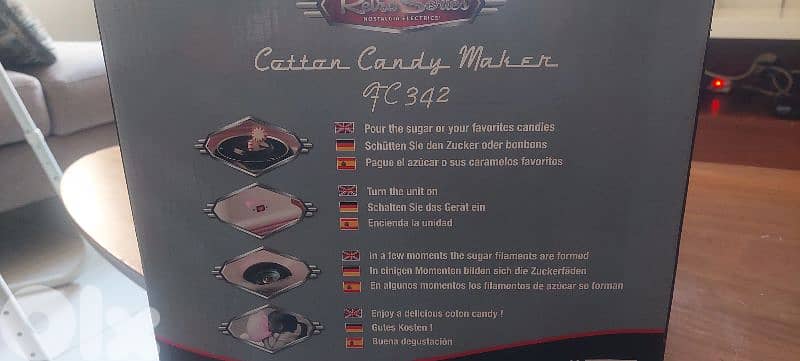 Retro Series
NOSTALGIA ELECTRICS
Cotton Candy Maker
FC 342
Pour the sugar or your favorites candies
Schütten Sie den Zucker oder bonbons
Pague el azúcar o sus caramelos favoritos
Turn the unit on
Schalten Sie das Gerät ein
Encienda la unidad
In a few moments the sugar filaments are formed
In einigen Momenten bilden sich die Zuckerfäden
En algunos momentos los filamentos de azúcar se forman
Enjoy a delicious coton candy !
Gutes Kosten !
Buena degustación
olx